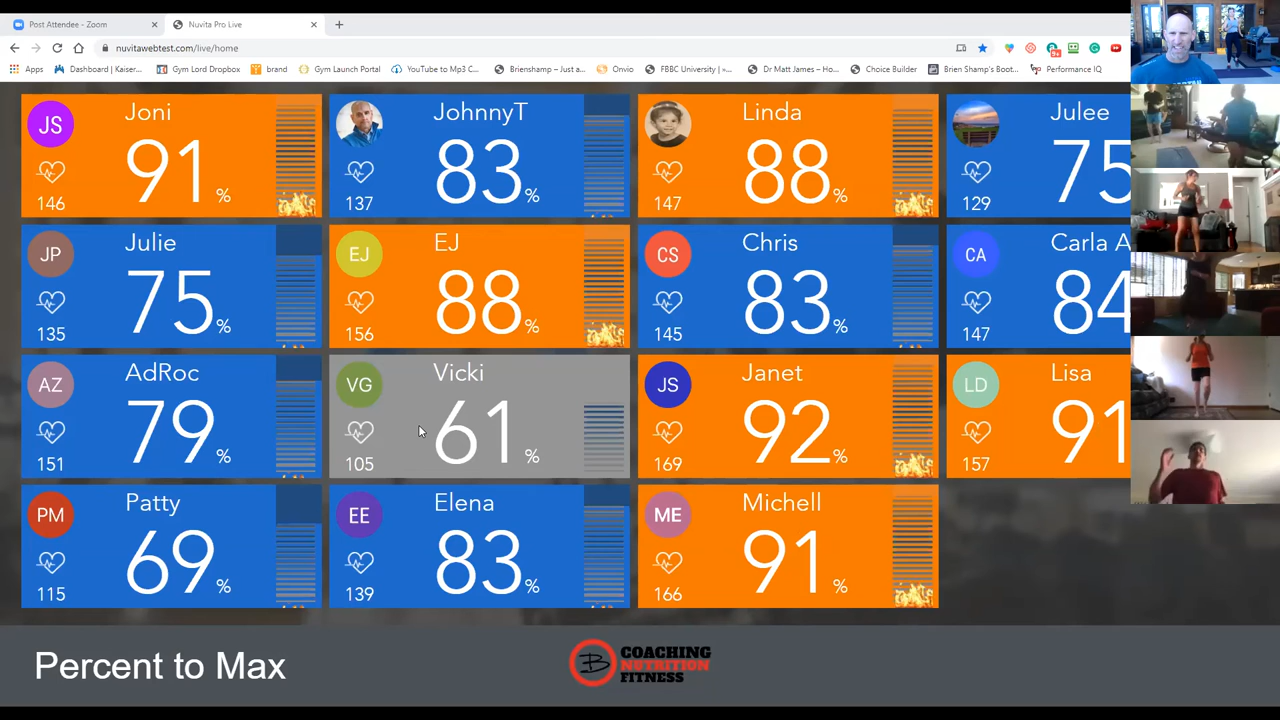 Post Attendee - Zoom
Nuvita Pro Live
nuvitawebtest.com/live/home
Apps
Dashboard | Kaiser...
Gym Lord Dropbox
brand
Gym Launch Portal
YouTube to Mp3 C...
Brienshamp – Just a...
Onvio
FBBC University | »...
Dr Matt James – Ho...
Choice Builder
Brien Shamp's Boot...
Performance IQ
9+
JS
Joni
91%
146
JohnnyT
83%
137
Linda
88%
147
Julee
75
129
JP
Julie
75%
135
EJ
EJ
88%
156
CS
Chris
83%
145
CA
Carla A
84
147
AZ
AdRoc
79%
151
VG
Vicki
61%
105
JS
Janet
92%
169
LD
Lisa
91
157
PM
Patty
69%
115
EE
Elena
83%
139
ME
Michell
91%
166
Percent to Max
B
COACHING
NUTRITION
FITNESS